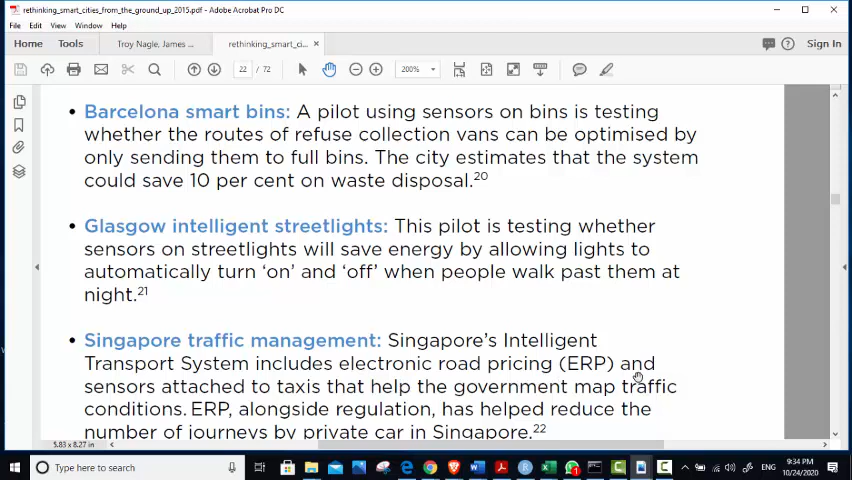 rethinking_smart_cities_from_the_ground_up_2015.pdf - Adobe Acrobat Pro DC
File Edit View Window Help
Home Tools Troy Nagle, James ... rethinking_smart_ci... × Sign In
22 / 72 200%
• Barcelona smart bins: A pilot using sensors on bins is testing
whether the routes of refuse collection vans can be optimised by
only sending them to full bins. The city estimates that the system
could save 10 per cent on waste disposal.20
• Glasgow intelligent streetlights: This pilot is testing whether
sensors on streetlights will save energy by allowing lights to
automatically turn ‘on’ and ‘off’ when people walk past them at
night.21
• Singapore traffic management: Singapore’s Intelligent
Transport System includes electronic road pricing (ERP) and
sensors attached to taxis that help the government map traffic
conditions. ERP, alongside regulation, has helped reduce the
number of journeys by private car in Singapore.22
5.83 x 8.27 in
Type here to search
ENG
9:34 PM
10/24/2020